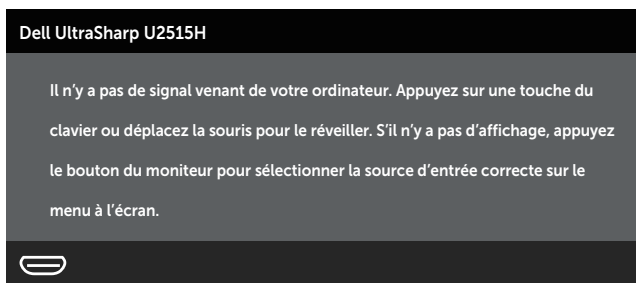 Dell UltraSharp U2515H
Il n'y a pas de signal venant de votre ordinateur. Appuyez sur une touche du
clavier ou déplacez la souris pour le réveiller. S'il n'y a pas d'affichage, appuyez
le bouton du moniteur pour sélectionner la source d'entrée correcte sur le
menu à l'écran.